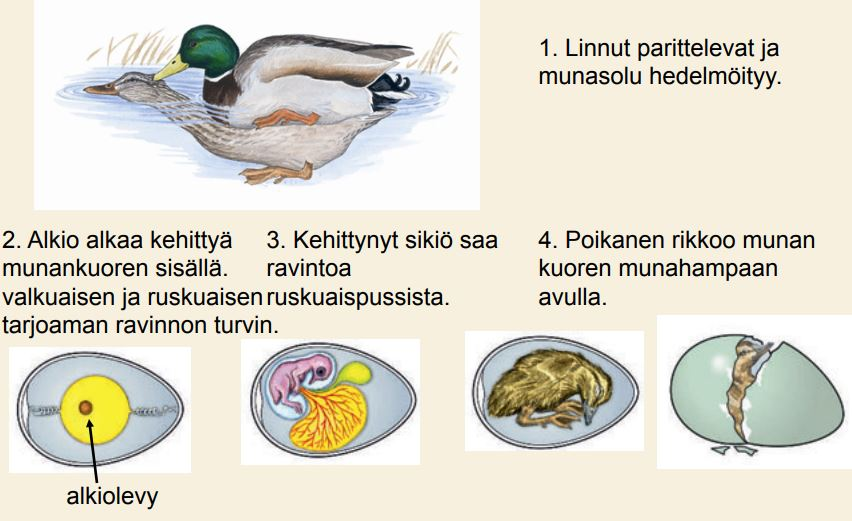 1. Linnut parittelevat ja
munasolu hedelmöityy.
2. Alkio alkaa kehittyä
munankuoren sisällä.
valkuaisen ja ruskuaisen
tarjoaman ravinnon turvin.
3. Kehittynyt sikiö saa
ravintoa
ruskuaispussista.
4. Poikanen rikkoo munan
kuoren munahampaan
avulla.
alkiolevy